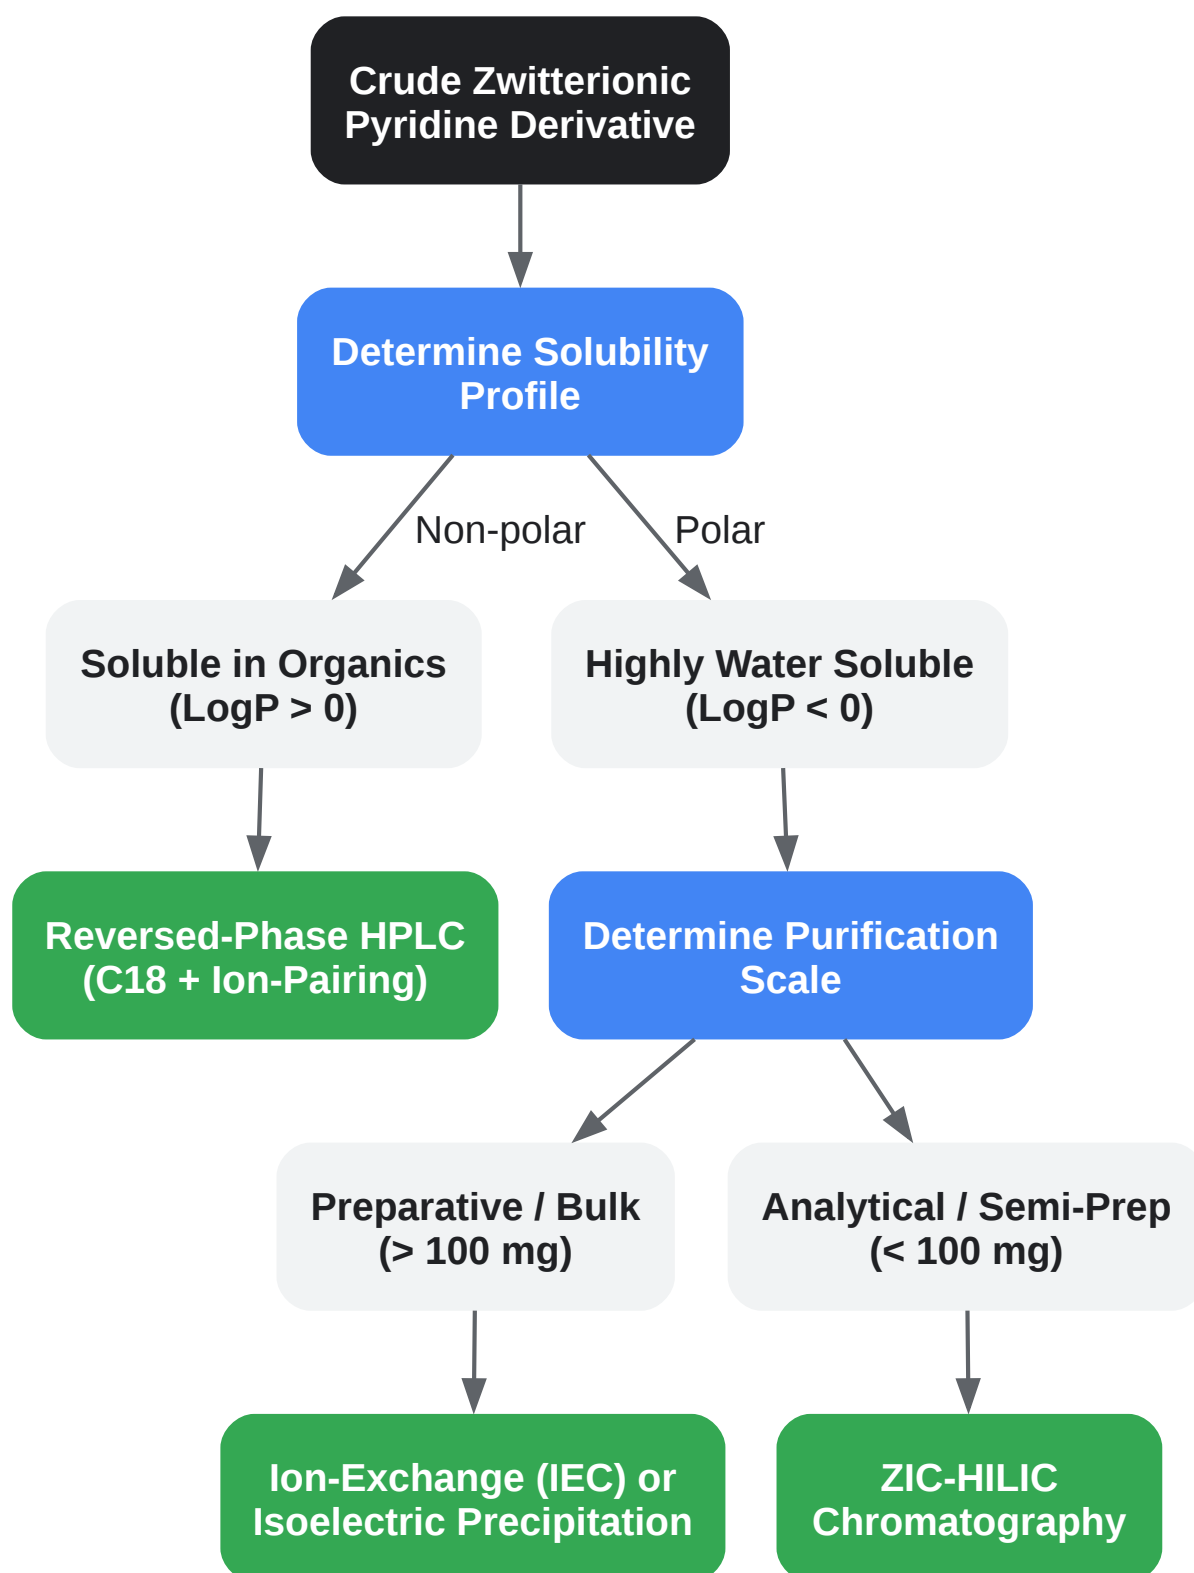 Crude Zwitterionic
Pyridine Derivative
Determine Solubility
Profile
Non-polar
Polar
Soluble in Organics
(LogP > 0)
Highly Water Soluble
(LogP < 0)
Reversed-Phase HPLC
(C18 + Ion-Pairing)
Determine Purification
Scale
Preparative / Bulk
(> 100 mg)
Analytical / Semi-Prep
(< 100 mg)
Ion-Exchange (IEC) or
Isoelectric Precipitation
ZIC-HILIC
Chromatography